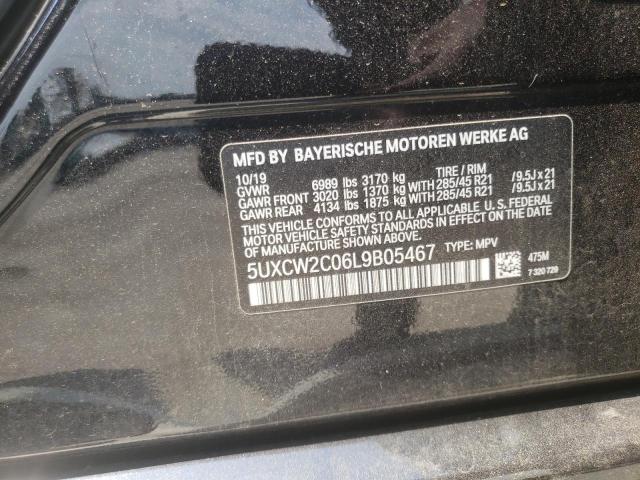 MFD BY BAYERISCHE MOTOREN WERKE AG
10/19 TIRE / RIM
GVWR 6989 lbs 3170 kg
GAWR FRONT 3020 lbs 1370 kg WITH 285/45 R21 /9.5J x 21
GAWR REAR 4134 lbs 1875 kg WITH 285/45 R21 /9.5J x 21
THIS VEHICLE CONFORMS TO ALL APPLICABLE U.S. FEDERAL
MOTOR VEHICLE SAFETY STANDARDS IN EFFECT ON THE DATE OF
MANUFACTURE SHOWN ABOVE.
5UXCW2C06L9B05467 TYPE: MPV
475M
7 320 729